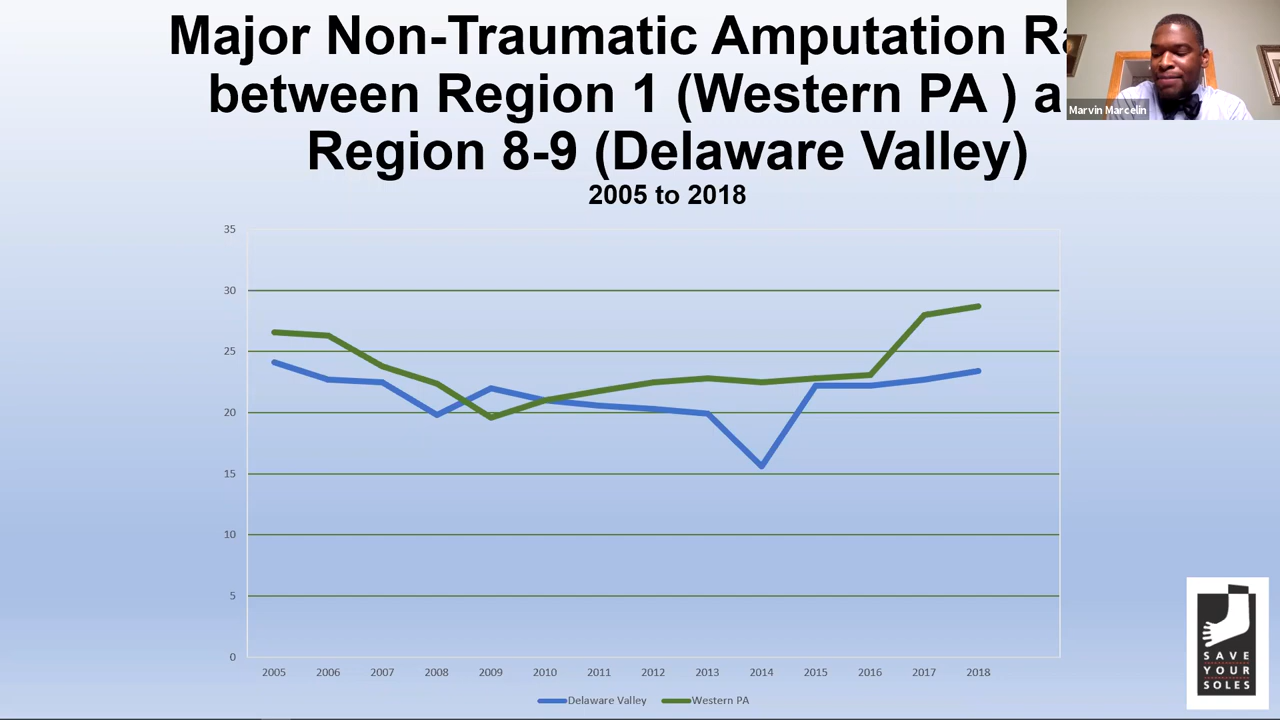 Major Non-Traumatic Amputation
between Region 1 (Western PA )
Region 8-9 (Delaware Valley)
2005 to 2018
Marvin Marcelin
35
30
25
20
15
10
5
0
2005 2006 2007 2008 2009 2010 2011 2012 2013 2014 2015 2016 2017 2018
Delaware Valley Western PA
SAVE
YOUR
SOLES